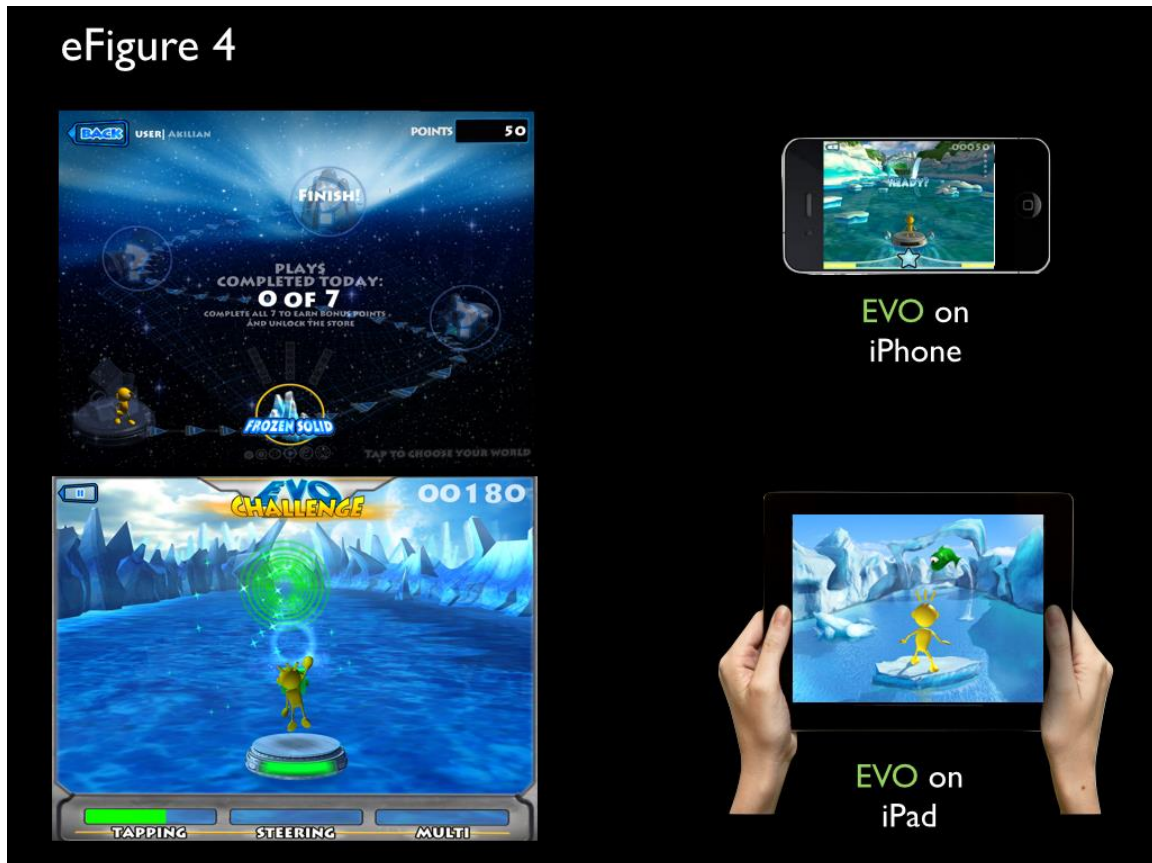 eFigure 4
BACK USER| AKILIAN
POINTS 50
FINISH!
PLAYS
COMPLETED TODAY:
0 OF 7
COMPLETE ALL 7 TO EARN BONUS POINTS
AND UNLOCK THE STORE
FROZEN SOLID
TAP TO CHOOSE YOUR WORLD
00050
READY?
EVO on
iPhone
EVO
CHALLENGE
00180
TAPPING STEERING MULTI
EVO on
iPad